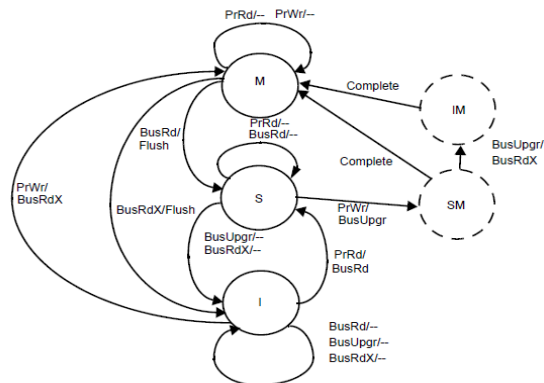 PrRd/-- PrWr/--
M
Complete
IM
BusRd/
Flush
PrRd/--
BusRd/--
BusUpgr/
BusRdX
Complete
PrWr/
BusRdX
BusRdX/Flush
S
PrWr/
BusUpgr
SM
BusUpgr/--
BusRdX/--
PrRd/
BusRd
I
BusRd/--
BusUpgr/--
BusRdX/--